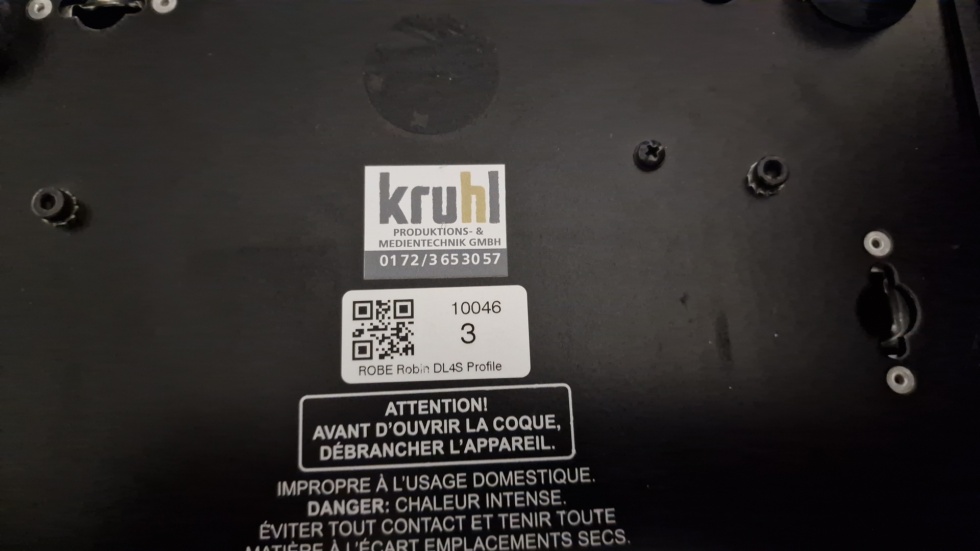 kruhl
PRODUKTIONS- &
MEDIENTECHNIK GMBH
0172/3653057
10046
3
ROBE Robin DL4S Profile
ATTENTION!
AVANT D'OUVRIR LA COQUE,
DÉBRANCHER L'APPAREIL.
IMPROPRE À L'USAGE DOMESTIQUE.
DANGER: CHALEUR INTENSE.
ÉVITER TOUT CONTACT ET TENIR TOUTE
MATIÈRE À L'ÉCART EMPLACEMENTS SECS.